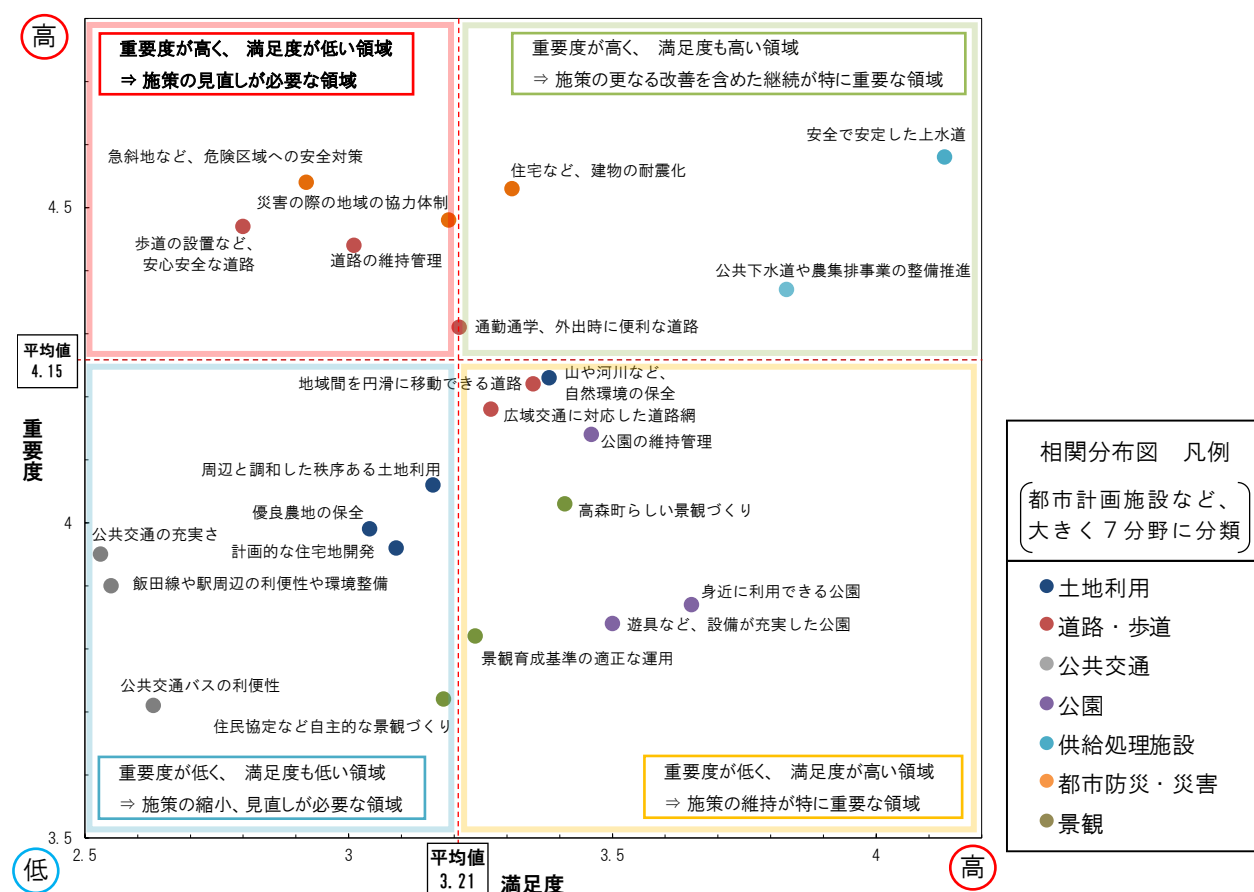 高
重要度が高く、 満足度が低い領域
⇒ 施策の見直しが必要な領域
重要度が高く、 満足度も高い領域
⇒ 施策の更なる改善を含めた継続が特に重要な領域
安全で安定した上水道
急斜地など、危険区域への安全対策
住宅など、建物の耐震化
災害の際の地域の協力体制
4.5
歩道の設置など、
安心安全な道路
道路の維持管理
公共下水道や農集排事業の整備推進
通勤通学、外出時に便利な道路
平均値
4.15
地域間を円滑に移動できる道路
山や河川など、
自然環境の保全
広域交通に対応した道路網
公園の維持管理
重要度
周辺と調和した秩序ある土地利用
優良農地の保全
高森町らしい景観づくり
4
公共交通の充実さ
計画的な住宅地開発
飯田線や駅周辺の利便性や環境整備
身近に利用できる公園
遊具など、設備が充実した公園
景観育成基準の適正な運用
公共交通バスの利便性
住民協定など自主的な景観づくり
重要度が低く、 満足度も低い領域
⇒ 施策の縮小、見直しが必要な領域
重要度が低く、 満足度が高い領域
⇒ 施策の維持が特に重要な領域
3.5
低
2.5
3
平均値
3.21
満足度
3.5
4
高
相関分布図 凡例
都市計画施設など、
大きく7分野に分類
土地利用
道路・歩道
公共交通
公園
供給処理施設
都市防災・災害
景観